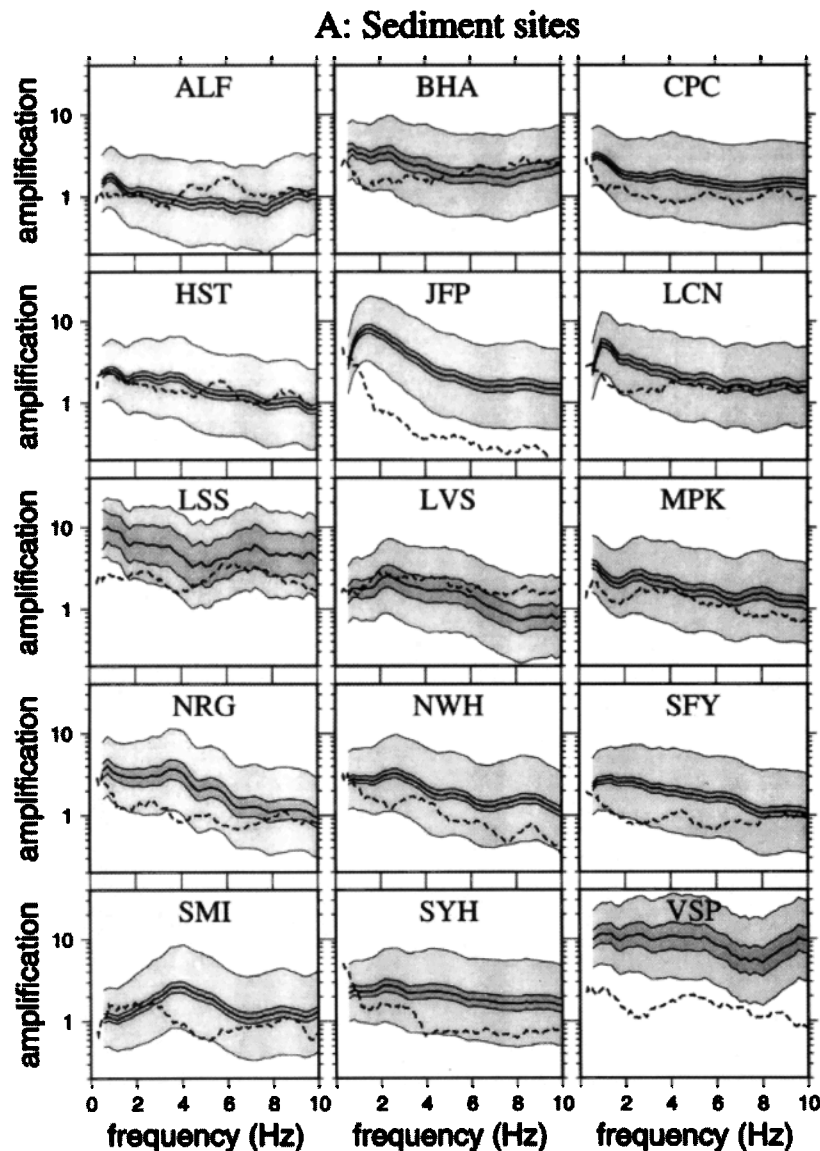 A: Sediment sites
ALF BHA CPC
amplification
10
1
HST JFP LCN
amplification
10
1
LSS LVS MPK
amplification
10
1
NRG NWH SFY
amplification
10
1
SMI SYH VSP
amplification
10
1
0 2 4 6 8 10 2 4 6 8 10 2 4 6 8 10
frequency (Hz) frequency (Hz) frequency (Hz)